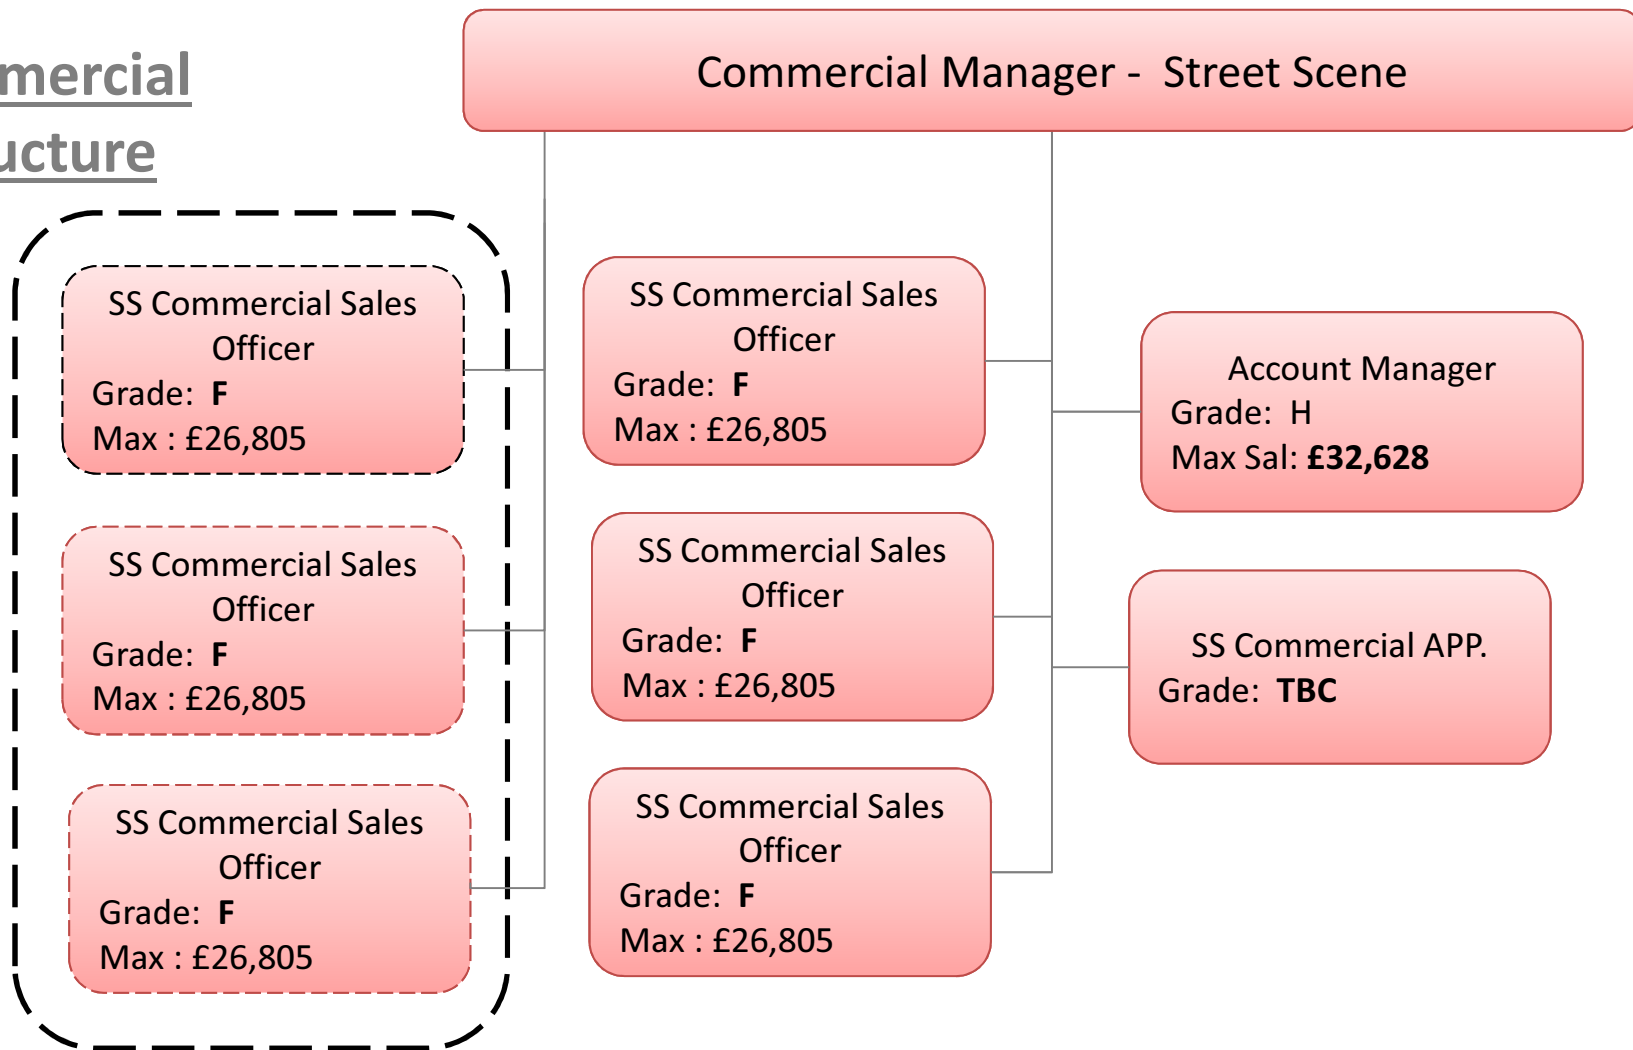 mmercial
ucture
Commercial Manager -  Street Scene
SS Commercial Sales
Officer
Grade:  F
Max : £26,805
SS Commercial Sales
Officer
Grade:  F
Max : £26,805
SS Commercial Sales
Officer
Grade:  F
Max : £26,805
SS Commercial Sales
Officer
Grade:  F
Max : £26,805
SS Commercial Sales
Officer
Grade:  F
Max : £26,805
SS Commercial Sales
Officer
Grade:  F
Max : £26,805
Account Manager
Grade:  H
Max Sal: £32,628
SS Commercial APP.
Grade:  TBC